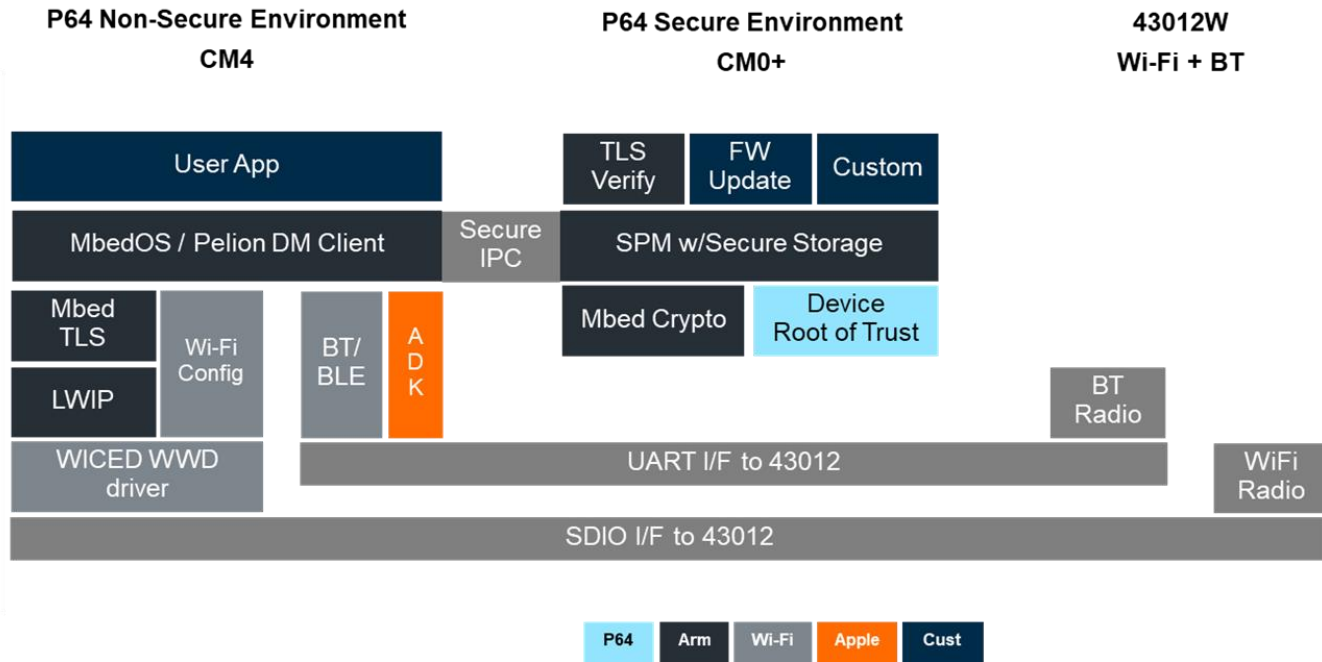 P64 Non-Secure Environment
CM4
P64 Secure Environment
CM0+
43012W
Wi-Fi + BT
User App
TLS
Verify
FW
Update
Custom
MbedOS / Pelion DM Client
Secure
IPC
SPM w/Secure Storage
Mbed
TLS
Wi-Fi
Config
BT/
BLE
A
D
K
Mbed Crypto
Device
Root of Trust
LWIP
BT
Radio
WICED WWD
driver
UART I/F to 43012
WiFi
Radio
SDIO I/F to 43012
P64
Arm
Wi-Fi
Apple
Cust